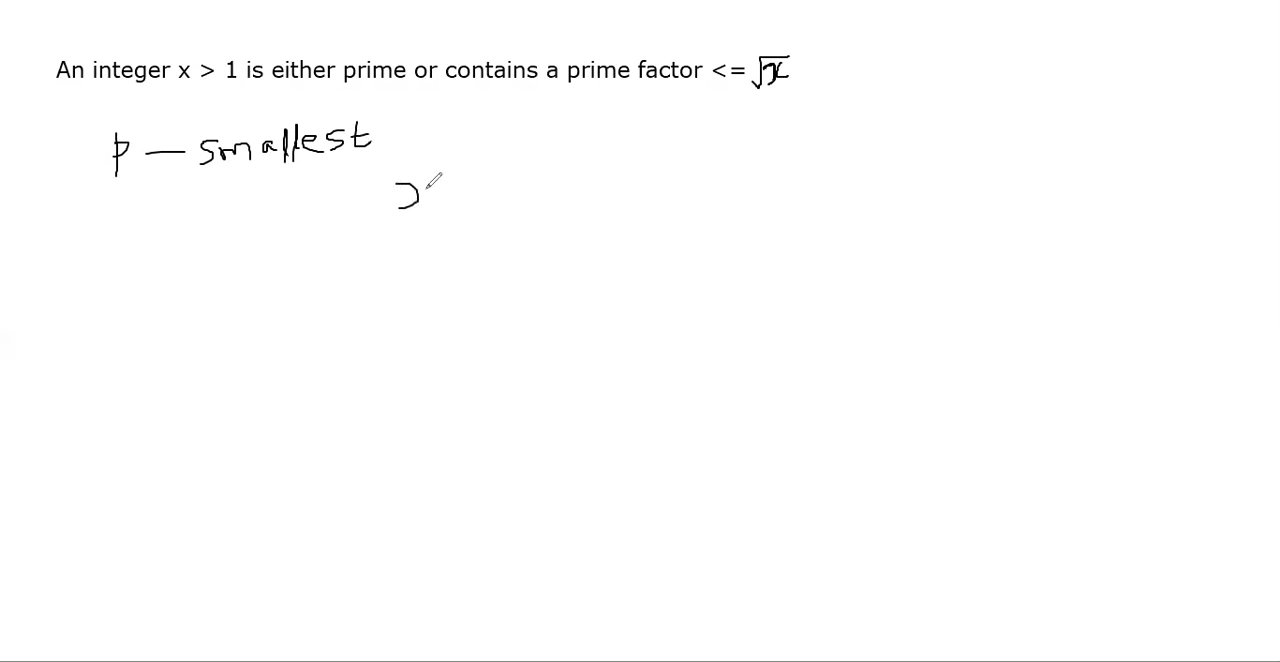 An integer x > 1 is either prime or contains a prime factor <= √x
p — smallest